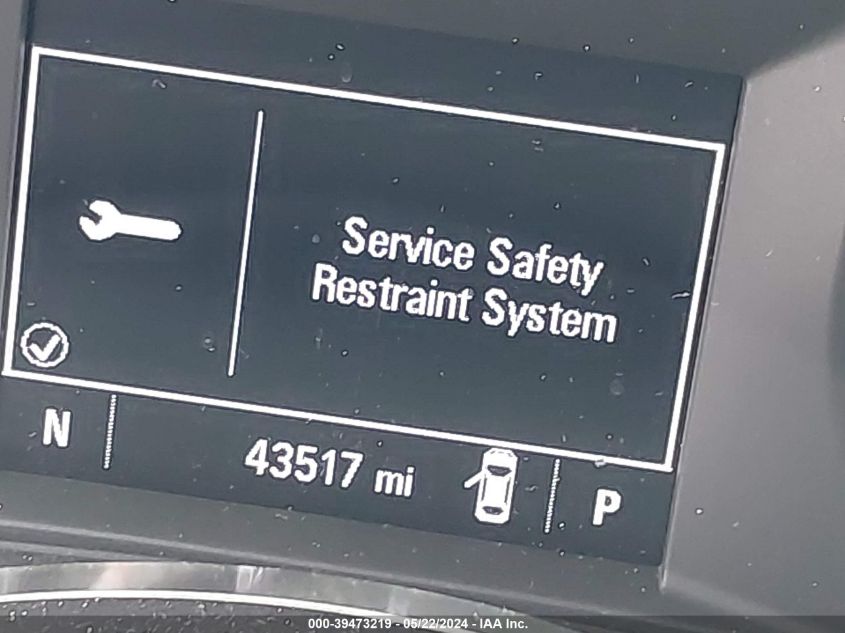 Service Safety
Restraint System
N
43517 mi
P
000-39473219 - 05/22/2024 - IAA Inc.